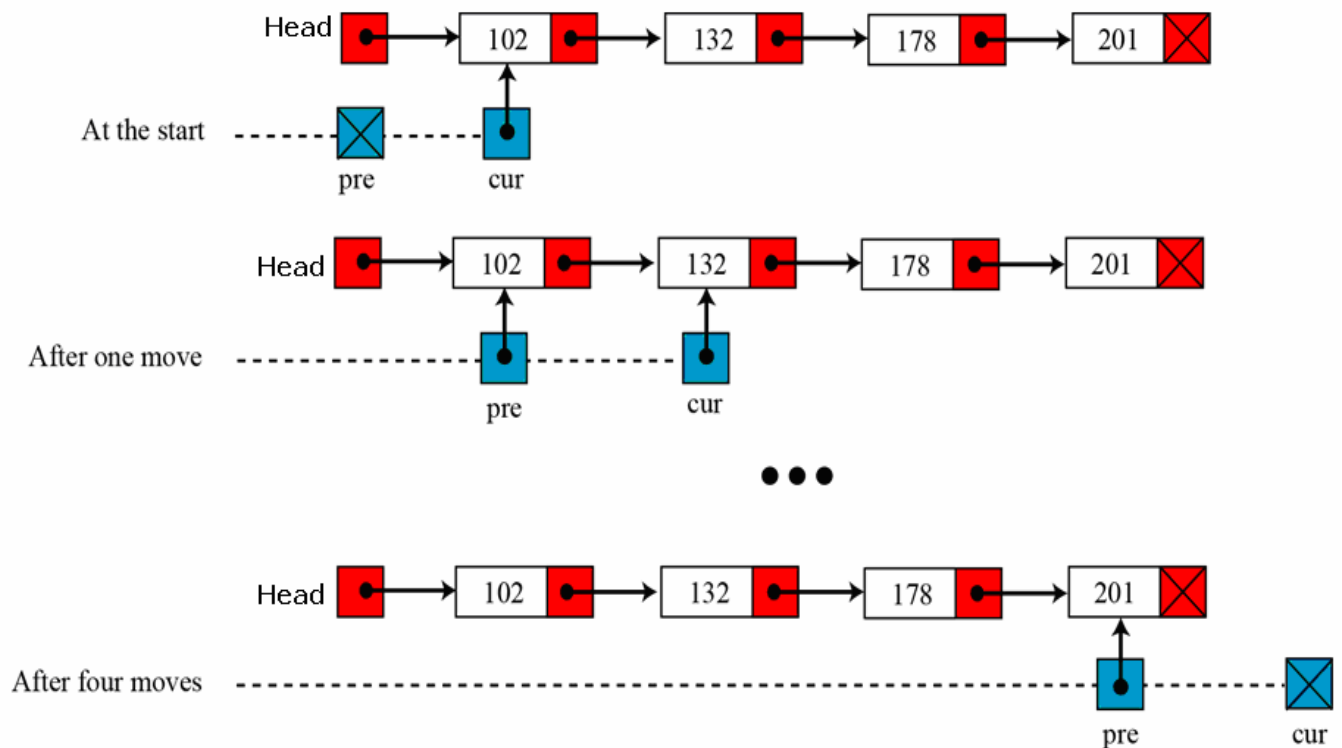 Head 102 132 178 201
At the start
pre cur
Head 102 132 178 201
After one move
pre cur
Head 102 132 178 201
After four moves
pre cur